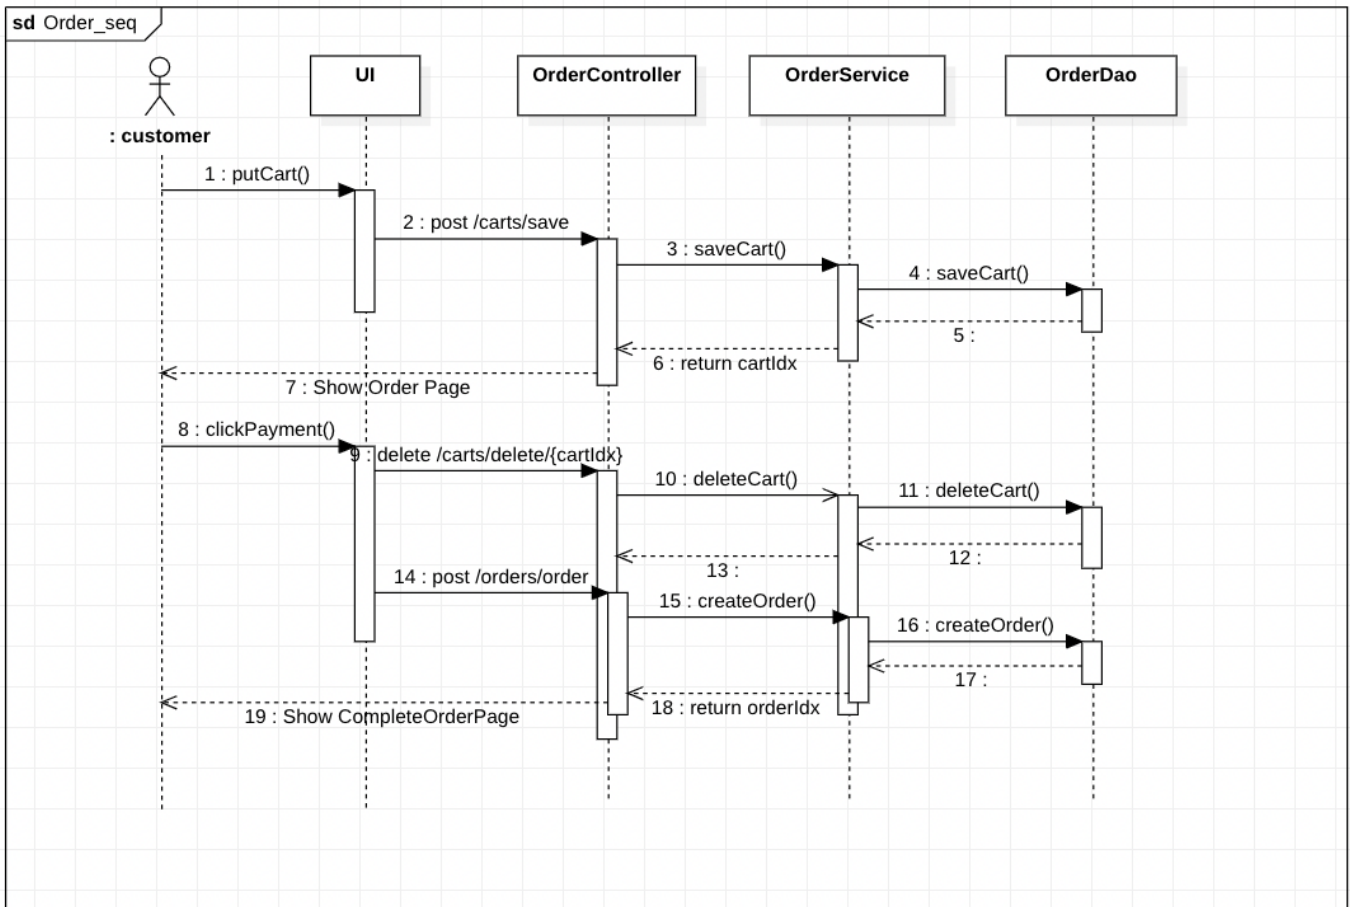 sd Order_seq
UI
OrderController
OrderService
OrderDao
: customer
1 : putCart()
2 : post /carts/save
3 : saveCart()
4 : saveCart()
5 :
6 : return cartIdx
7 : Show Order Page
8 : clickPayment()
9 : delete /carts/delete/{cartIdx}
10 : deleteCart()
11 : deleteCart()
12 :
13 :
14 : post /orders/order
15 : createOrder()
16 : createOrder()
17 :
18 : return orderIdx
19 : Show CompleteOrderPage